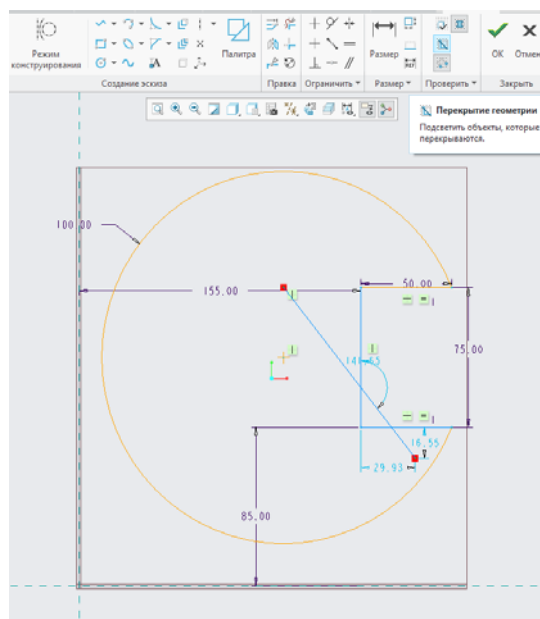 Режим
конструирования
Палитра
Размер
ОК
Отмен
Создание эскиза
Правка
Ограничить
Размер
Проверить
Закрыть
Перекрытие геометрии
Подсветить объекты, которые
перекрываются.
100.00
155.00
50.00
75.00
16.55
29.93
85.00